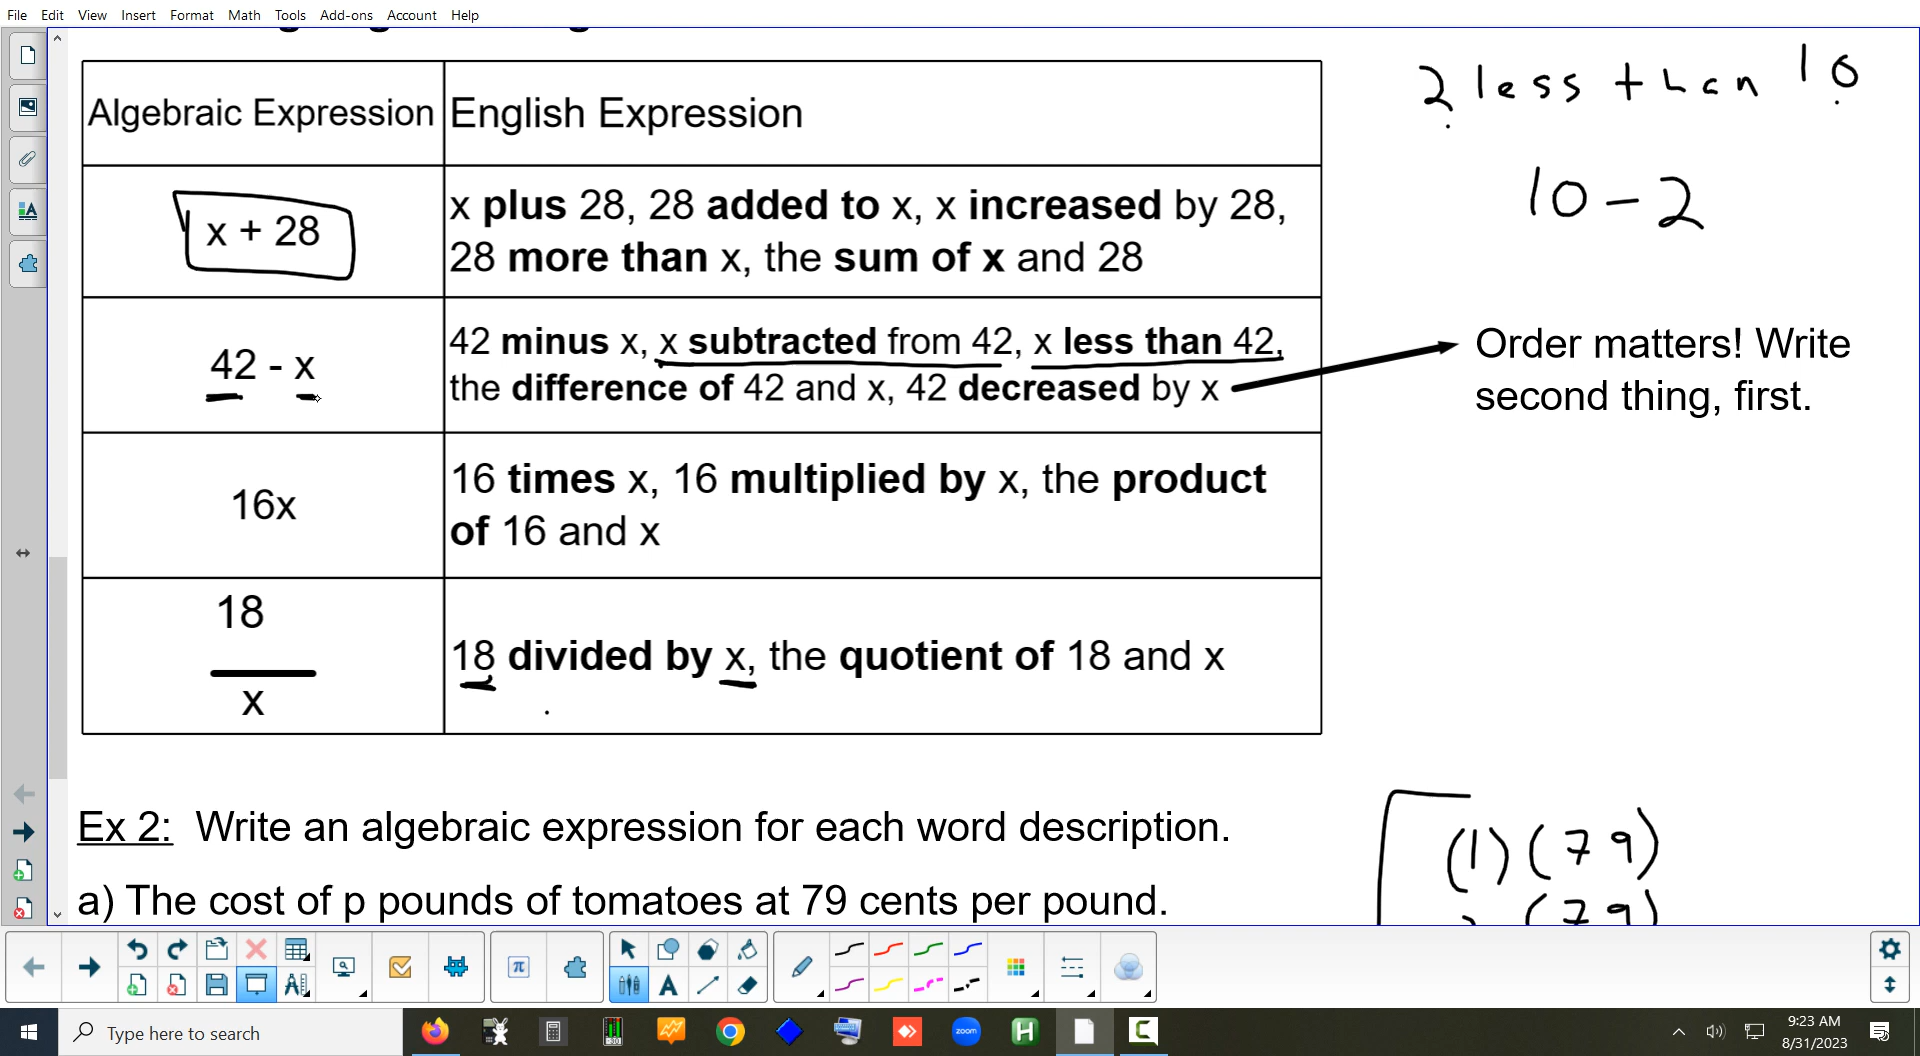 File Edit View Insert Format Math Tools Add-ons Account Help
Algebraic Expression English Expression
x + 28
x plus 28, 28 added to x, x increased by 28,
28 more than x, the sum of x and 28
42 - x
42 minus x, x subtracted from 42, x less than 42,
the difference of 42 and x, 42 decreased by x
16x
16 times x, 16 multiplied by x, the product
of 16 and x
18
x
18 divided by x, the quotient of 18 and x
2 less than 10
10 - 2
Order matters! Write
second thing, first.
Ex 2: Write an algebraic expression for each word description.
a) The cost of p pounds of tomatoes at 79 cents per pound.
(1)(79)
(79)
Type here to search
zoom
9:23 AM
8/31/2023